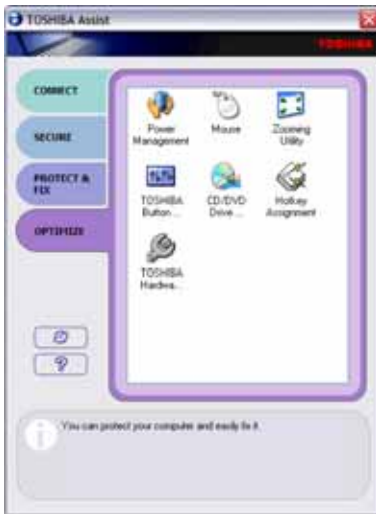 TOSHIBA Assist
TOSHIBA
CONNECT
SECURE
PROTECT &
FIX
OPTIMIZE
Power
Management
Mouse
Zooming
Utility
TOSHIBA
Button ...
CD/DVD
Drive ...
Hotkey
Assignment
TOSHIBA
Hardwa...
You can protect your computer and easily fix it.